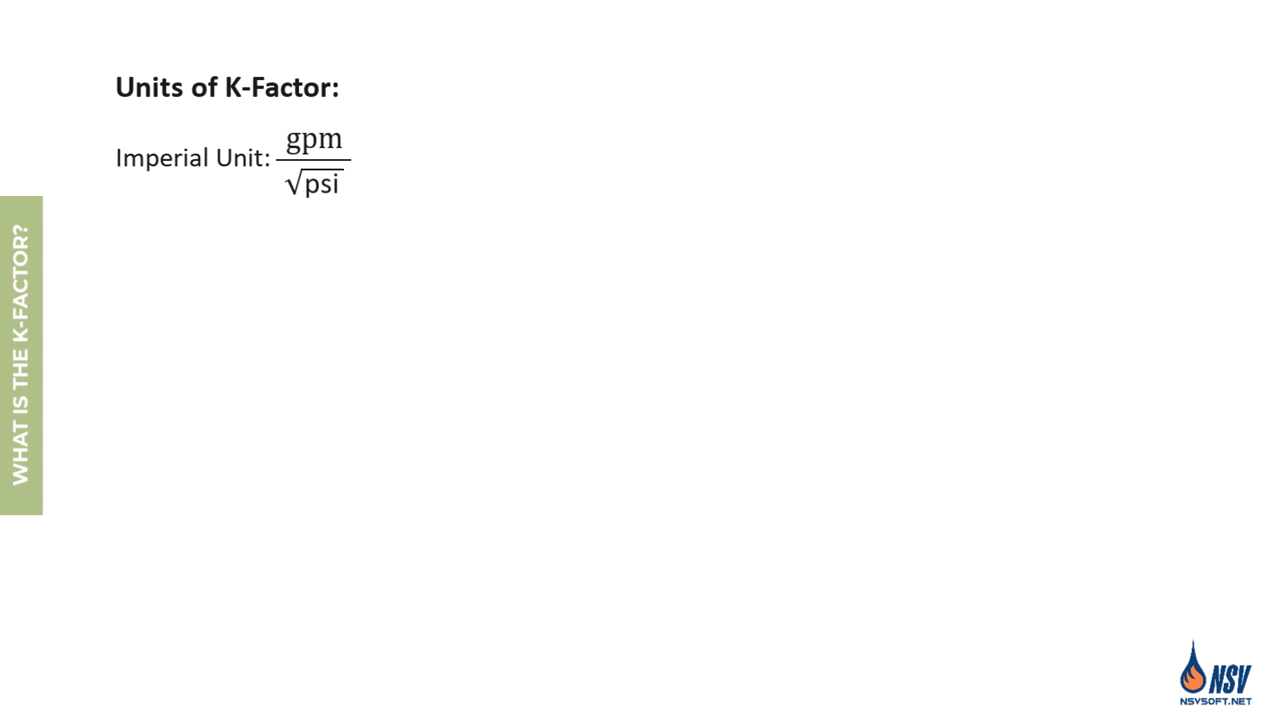 Units of K-Factor:
Imperial Unit: gpm
√psi
WHAT IS THE K-FACTOR?
NSV
NSVSOFT.NET